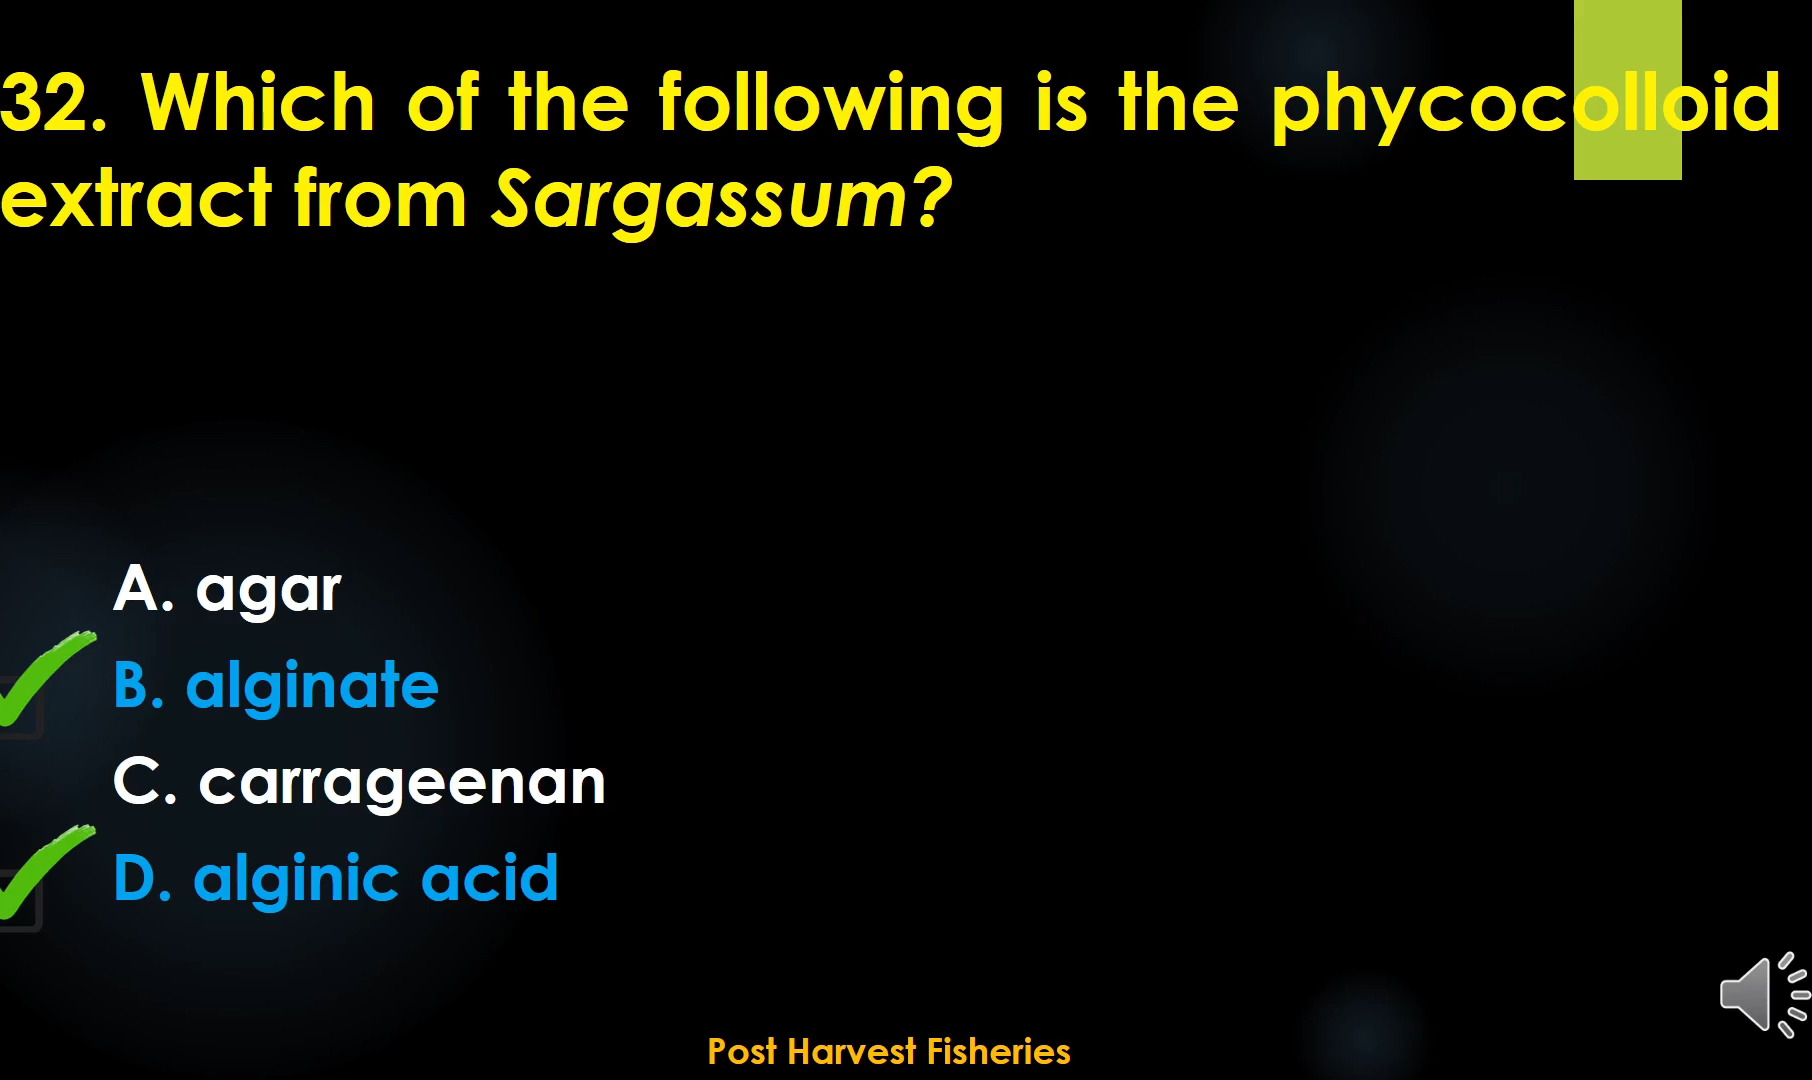 32. Which of the following is the phycocolloid
extract from Sargassum?
A. agar
B. alginate
C. carrageenan
D. alginic acid
Post Harvest Fisheries